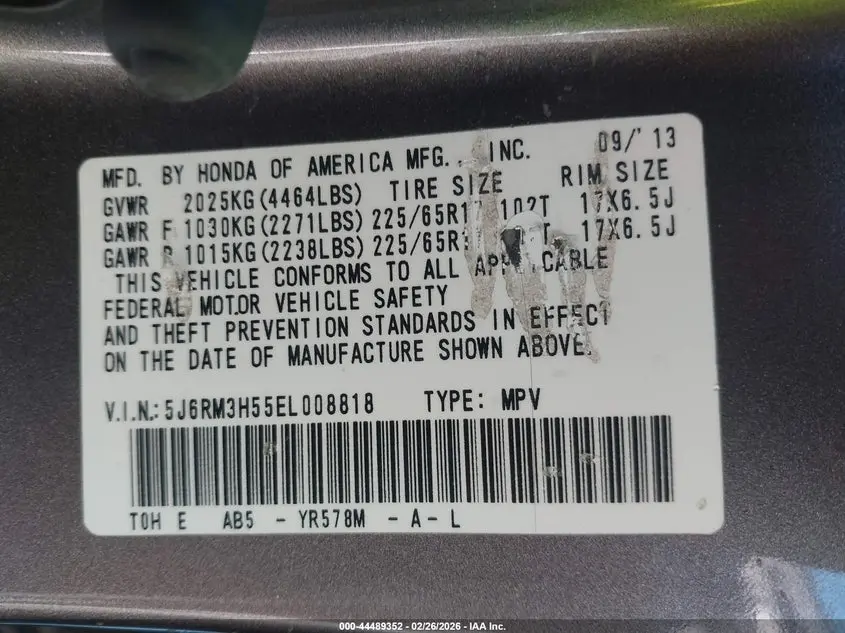 MFD. BY HONDA OF AMERICA MFG., INC. 09/'13
GVWR 2025KG(4464LBS) TIRE SIZE RIM SIZE
GAWR F 1030KG(2271LBS) 225/65R17 102T 17X6.5J
GAWR R 1015KG(2238LBS) 225/65R 17X6.5J
THIS VEHICLE CONFORMS TO ALL APPLICABLE
FEDERAL MOTOR VEHICLE SAFETY
AND THEFT PREVENTION STANDARDS IN EFFECT
ON THE DATE OF MANUFACTURE SHOWN ABOVE.
V.I.N.: 5J6RM3H55EL008818 TYPE: MPV
TOH E AB5 - YR578M - A - L
000-44489352 - 02/26/2026 - IAA Inc.